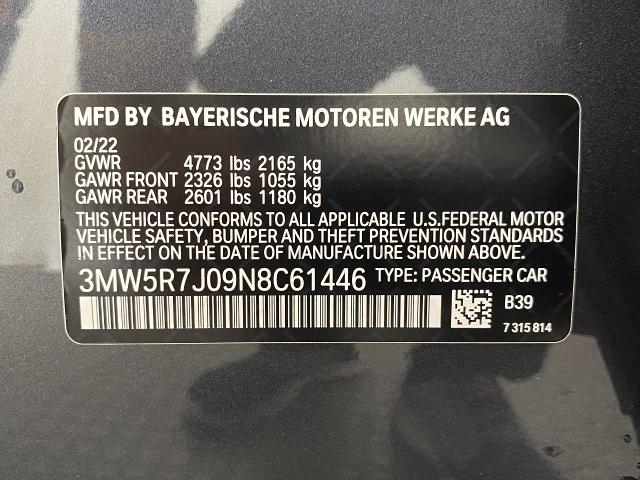 MFD BY BAYERISCHE MOTOREN WERKE AG
02/22
GVWR 4773 lbs 2165 kg
GAWR FRONT 2326 lbs 1055 kg
GAWR REAR 2601 lbs 1180 kg
THIS VEHICLE CONFORMS TO ALL APPLICABLE U.S.FEDERAL MOTOR
VEHICLE SAFETY, BUMPER, AND THEFT PREVENTION STANDARDS
IN EFFECT ON THE DATE OF MANUFACTURE SHOWN ABOVE.
3MW5R7J09N8C61446 TYPE: PASSENGER CAR
B39
7 315 814